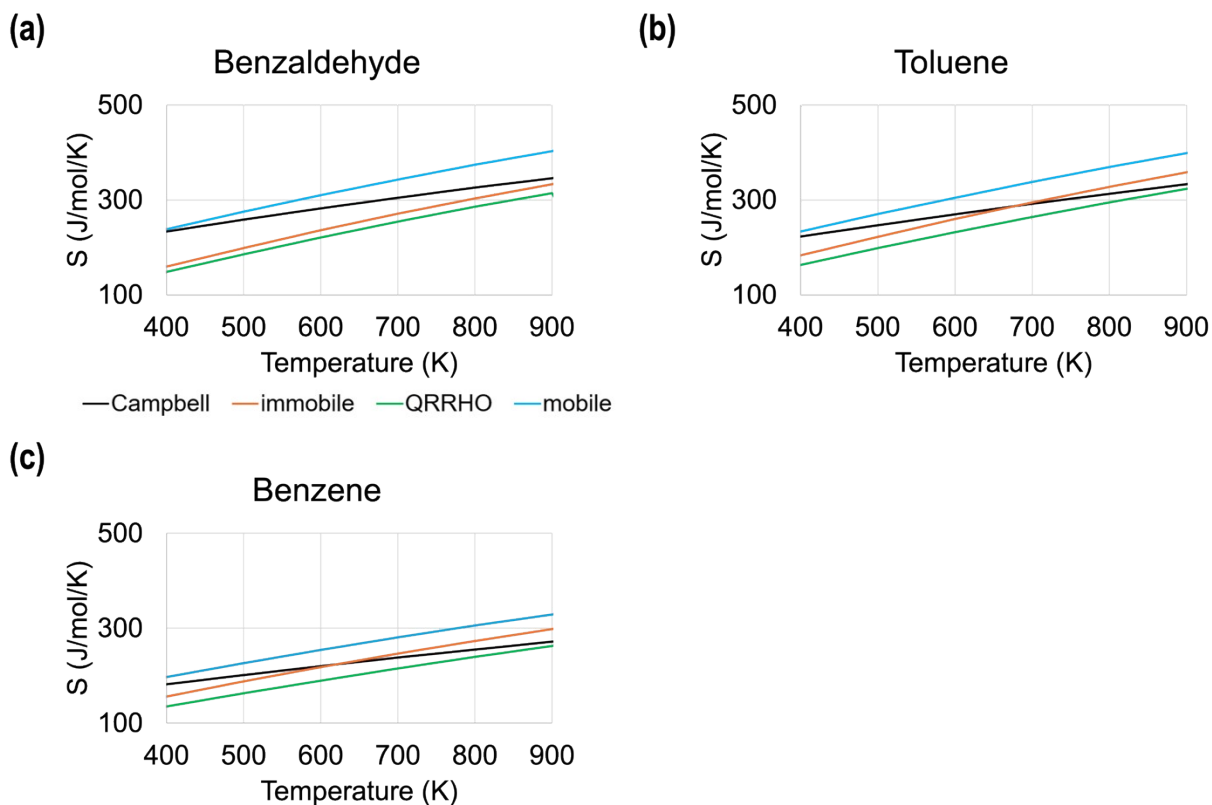 (a)
Benzaldehyde
500
300
100
S (J/mol/K)
400 500 600 700 800 900
Temperature (K)
(b)
Toluene
500
300
100
S (J/mol/K)
400 500 600 700 800 900
Temperature (K)
Campbell immobile QRRHO mobile
(c)
Benzene
500
300
100
S (J/mol/K)
400 500 600 700 800 900
Temperature (K)